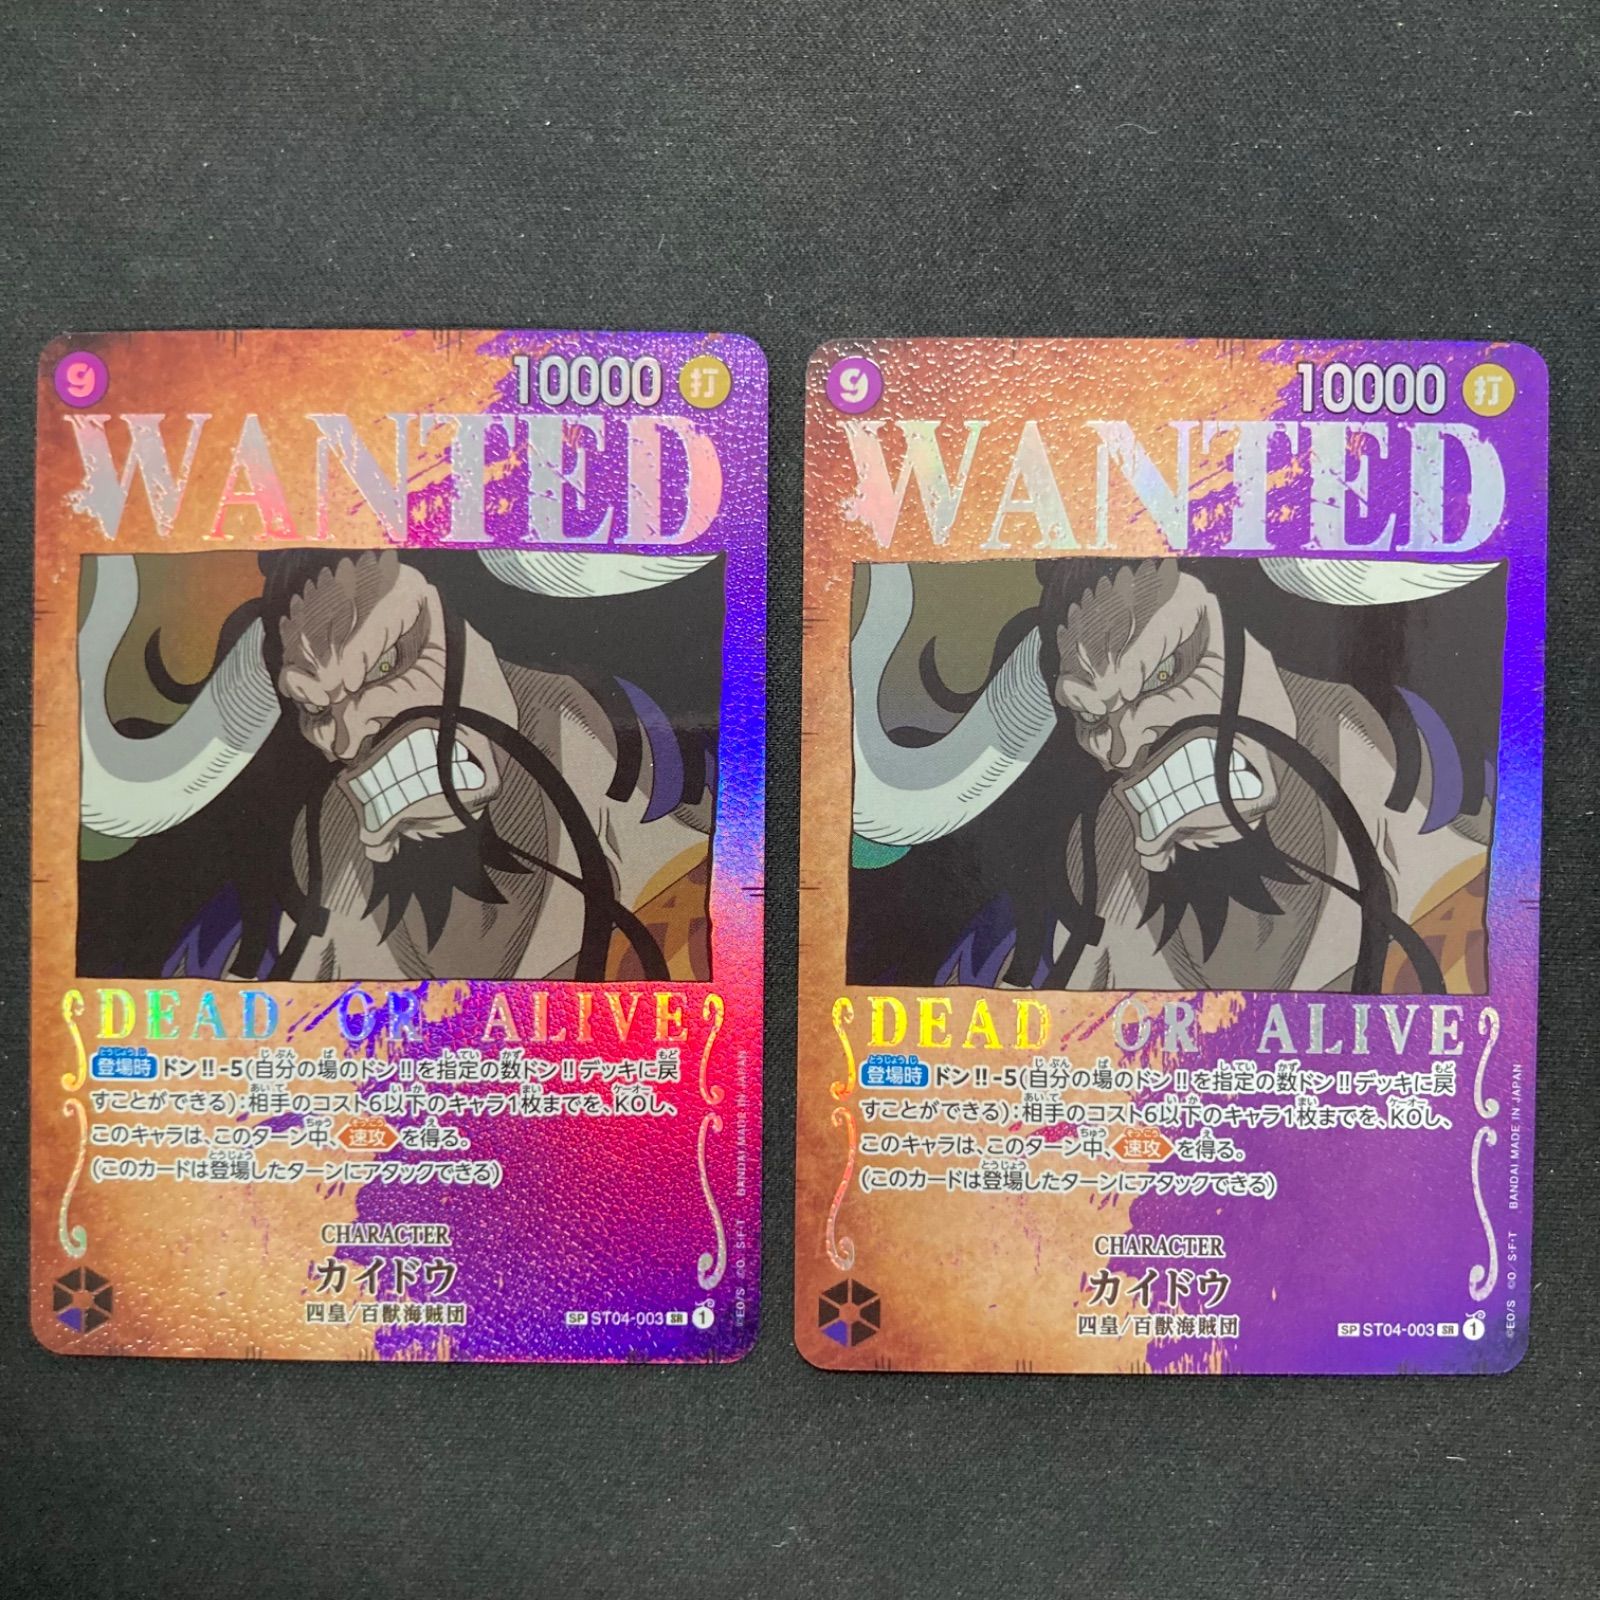 9
10000
打
WANTED
DEAD OR ALIVE
登場時 ドン!!-5(自分の場のドン!!を指定の数ドン!!デッキに戻
すことができる):相手のコスト6以下のキャラ1枚までを、KOし、
このキャラは、このターン中、速攻を得る。
(このカードは登場したターンにアタックできる)
CHARACTER
カイドウ
四皇/百獣海賊団
SP ST04-003 SR 1
©EO/S ©O, S・F・T BANDAI MADE IN JAPAN
9
10000
打
WANTED
DEAD OR ALIVE
登場時 ドン!!-5(自分の場のドン!!を指定の数ドン!!デッキに戻
すことができる):相手のコスト6以下のキャラ1枚までを、KOし、
このキャラは、このターン中、速攻を得る。
(このカードは登場したターンにアタックできる)
CHARACTER
カイドウ
四皇/百獣海賊団
SP ST04-003 SR 1
©EO/S ©O, S・F・T BANDAI MADE IN JAPAN